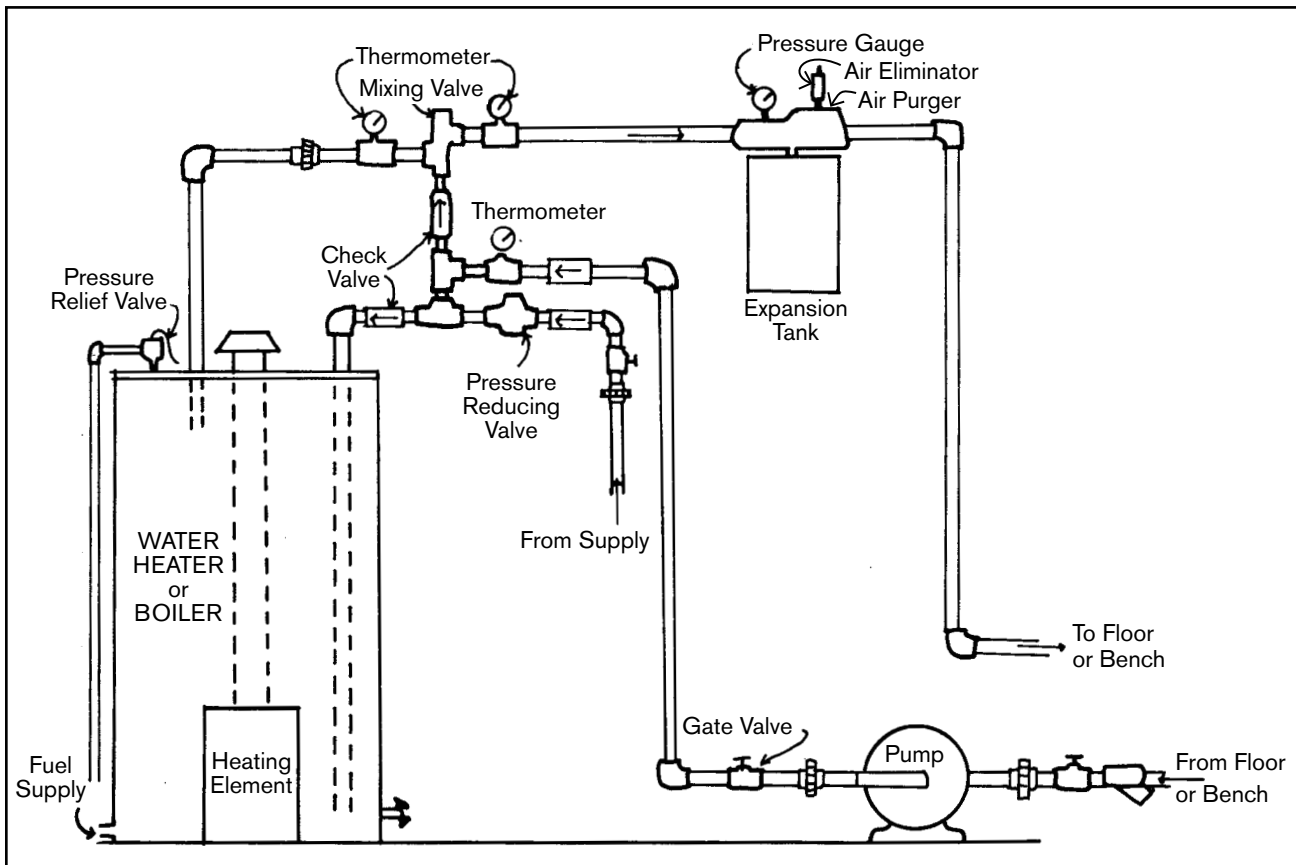 Thermometer
Mixing Valve
Pressure Gauge
Air Eliminator
Air Purger
Thermometer
Check
Valve
Pressure
Relief Valve
Expansion
Tank
Pressure
Reducing
Valve
From Supply
WATER
HEATER
or
BOILER
To Floor
or Bench
Gate Valve
Pump
From Floor
or Bench
Fuel
Supply
Heating
Element